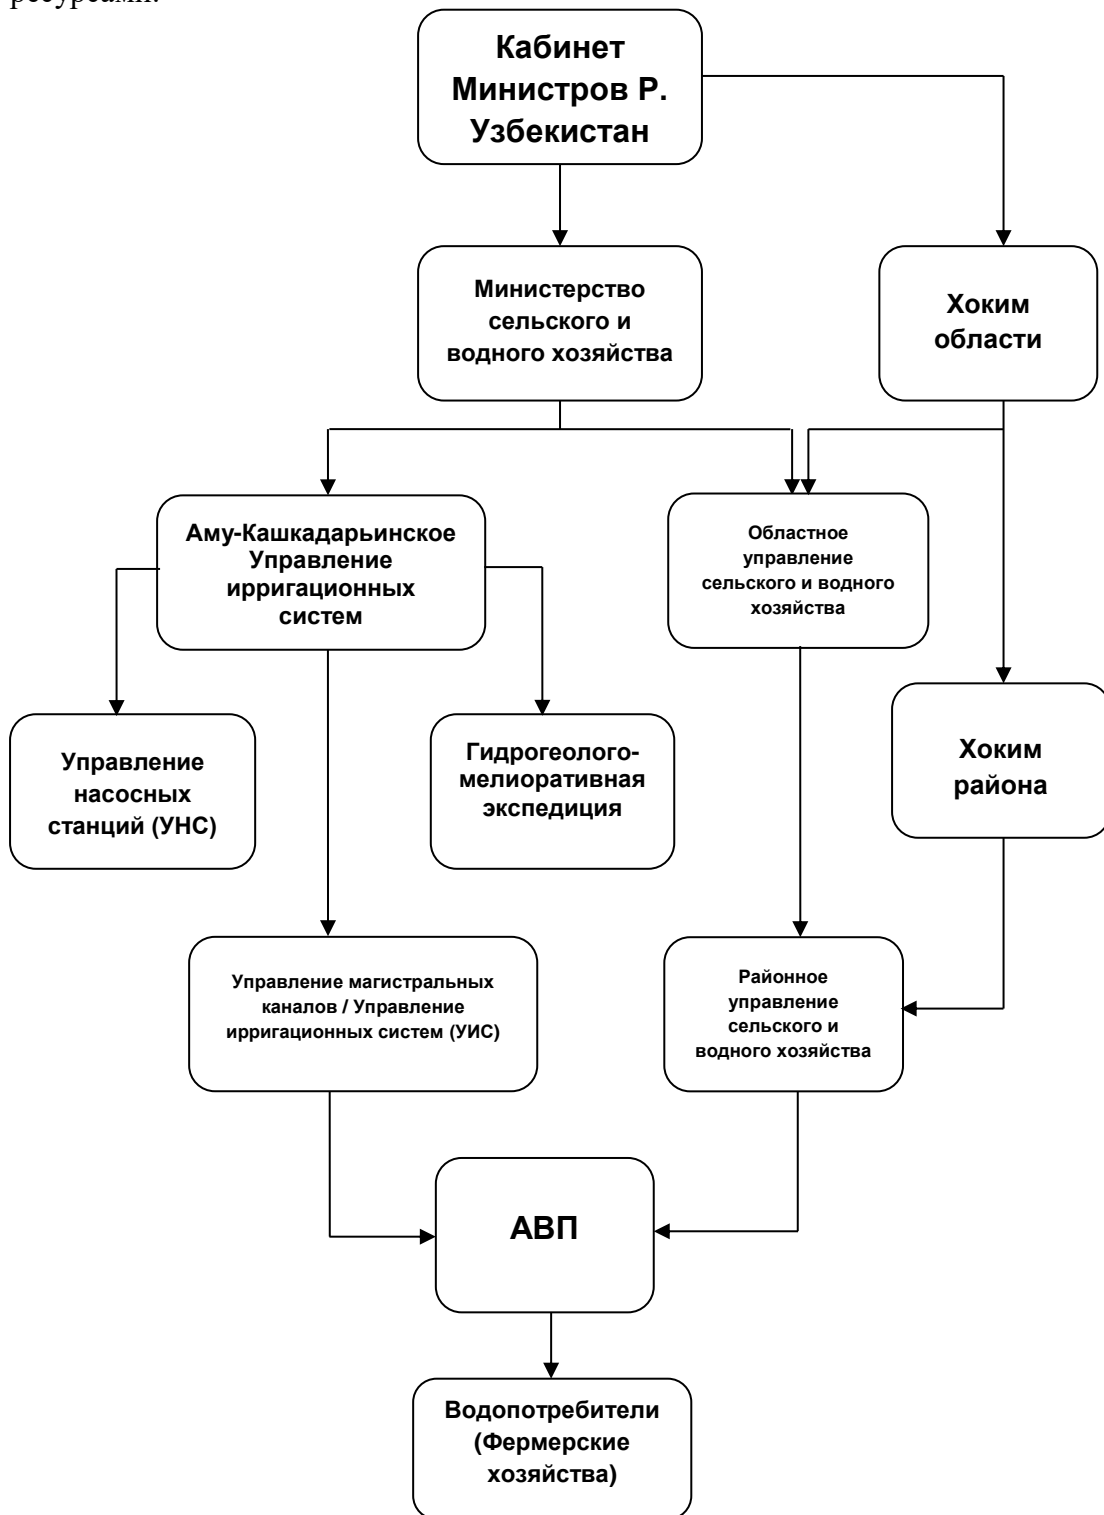 ресурсами.
Кабинет
Министров Р.
Узбекистан
Министерство
сельского и
водного хозяйства
Хоким
области
Аму-Кашкадарьинское
Управление
ирригационных
систем
Областное
управление
сельского и водного
хозяйства
Управление
насосных
станций (УНС)
Гидрогеолого-
мелиоративная
экспедиция
Хоким
района
Управление магистральных
каналов / Управление
ирригационных систем (УИС)
Районное
управление
сельского и
водного хозяйства
АВП
Водопотребители
(Фермерские
хозяйства)